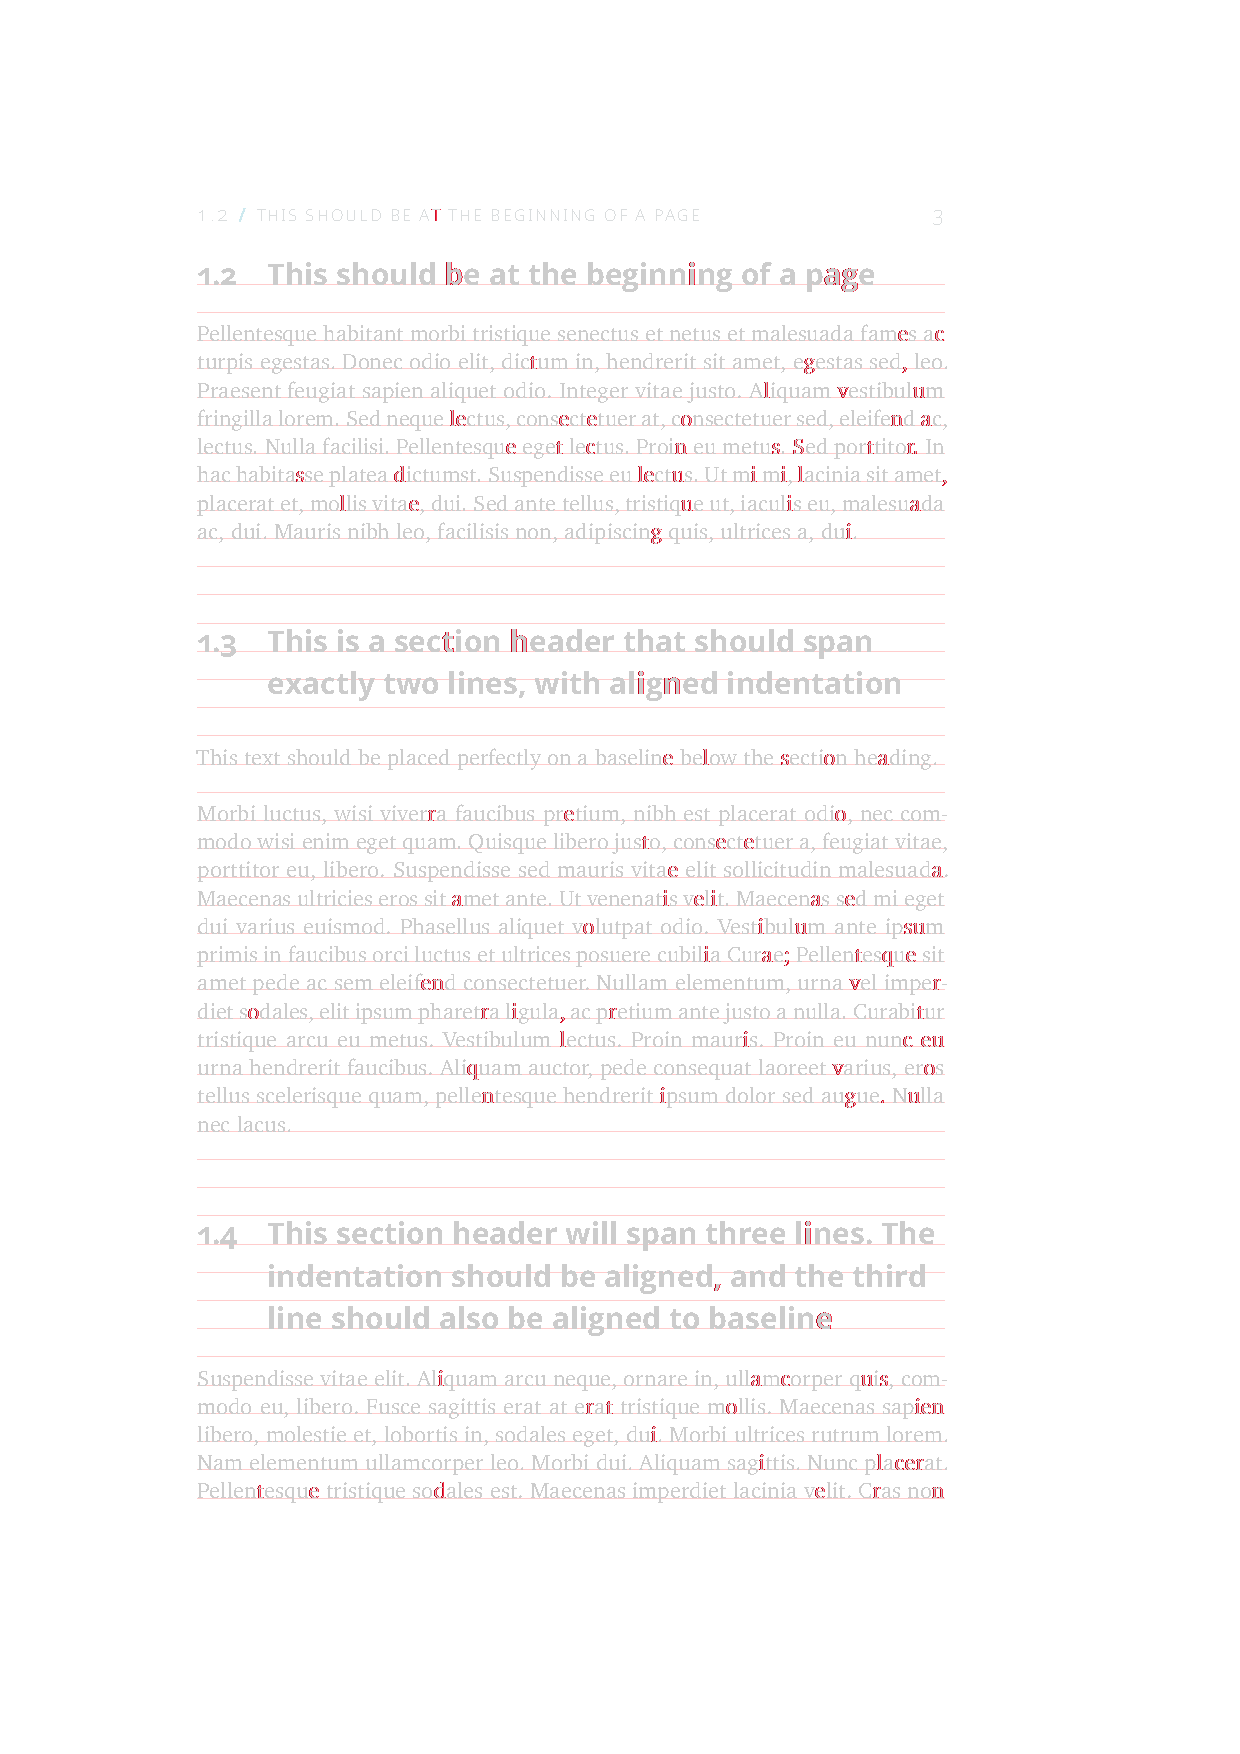 1.2 / THIS SHOULD BE AT THE BEGINNING OF A PAGE 3
1.2 This should be at the beginning of a page
Pellentesque habitant morbi tristique senectus et netus et malesuada fames ac
turpis egestas. Donec odio elit, dictum in, hendrerit sit amet, egestas sed, leo.
Praesent feugiat sapien aliquet odio. Integer vitae justo. Aliquam vestibulum
fringilla lorem. Sed neque lectus, consectetuer at, consectetuer sed, eleifend ac,
lectus. Nulla facilisi. Pellentesque eget lectus. Proin eu metus. Sed porttitor. In
hac habitasse platea dictumst. Suspendisse eu lectus. Ut mi mi, lacinia sit amet,
placerat et, mollis vitae, dui. Sed ante tellus, tristique ut, iaculis eu, malesuada
ac, dui. Mauris nibh leo, facilisis non, adipiscing quis, ultrices a, dui.
1.3 This is a section header that should span
exactly two lines, with aligned indentation
This text should be placed perfectly on a baseline below the section heading.
Morbi luctus, wisi viverra faucibus pretium, nibh est placerat odio, nec com-
modo wisi enim eget quam. Quisque libero justo, consectetuer a, feugiat vitae,
porttitor eu, libero. Suspendisse sed mauris vitae elit sollicitudin malesuada.
Maecenas ultricies eros sit amet ante. Ut venenatis velit. Maecenas sed mi eget
dui varius euismod. Phasellus aliquet volutpat odio. Vestibulum ante ipsum
primis in faucibus orci luctus et ultrices posuere cubilia Curae; Pellentesque sit
amet pede ac sem eleifend consectetuer. Nullam elementum, urna vel imper-
diet sodales, elit ipsum pharetra ligula, ac pretium ante justo a nulla. Curabitur
tristique arcu eu metus. Vestibulum lectus. Proin mauris. Proin eu nunc eu
urna hendrerit faucibus. Aliquam auctor, pede consequat laoreet varius, eros
tellus scelerisque quam, pellentesque hendrerit ipsum dolor sed augue. Nulla
nec lacus.
1.4 This section header will span three lines. The
indentation should be aligned, and the third
line should also be aligned to baseline
Suspendisse vitae elit. Aliquam arcu neque, ornare in, ullamcorper quis, com-
modo eu, libero. Fusce sagittis erat at erat tristique mollis. Maecenas sapien
libero, molestie et, lobortis in, sodales eget, dui. Morbi ultrices rutrum lorem.
Nam elementum ullamcorper leo. Morbi dui. Aliquam sagittis. Nunc placerat.
Pellentesque tristique sodales est. Maecenas imperdiet lacinia velit. Cras non